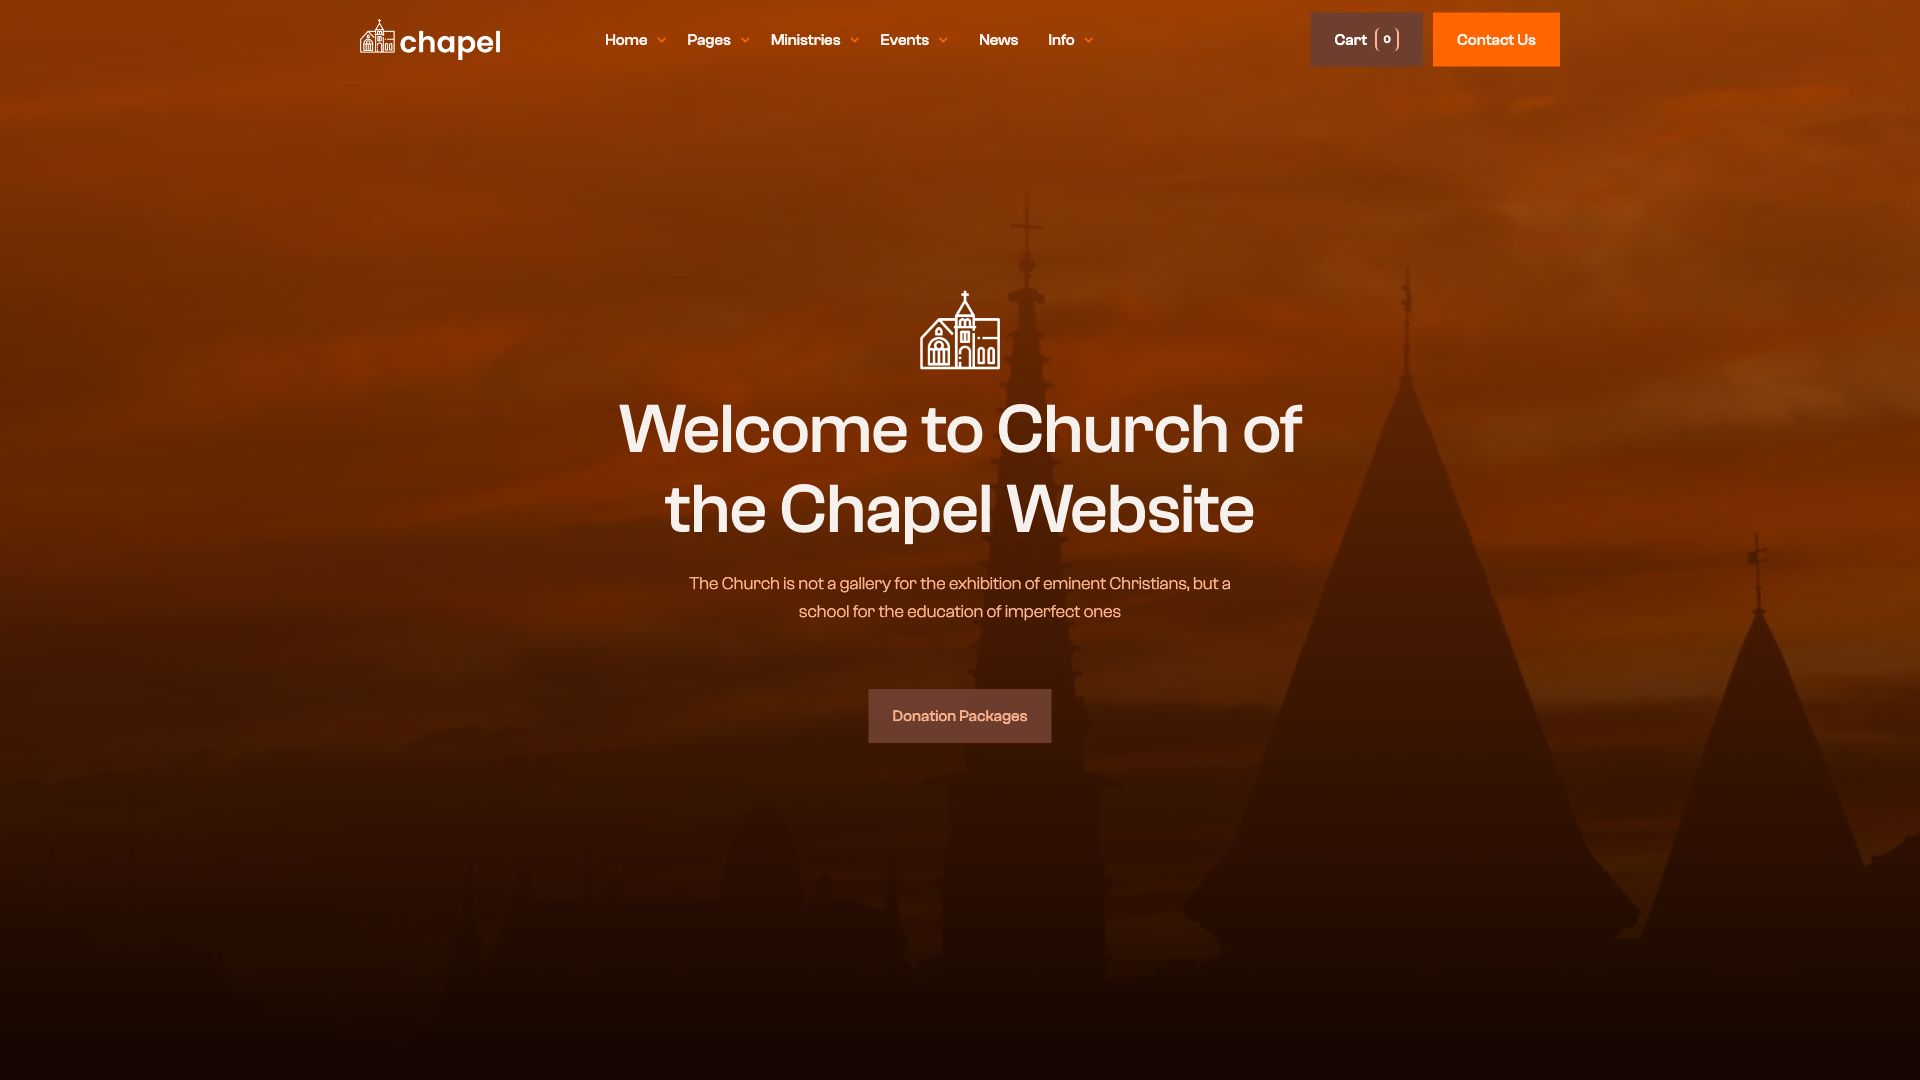 chapel
Home
Pages
Ministries
Events
News
Info
Cart 0
Contact Us
Welcome to Church of
the Chapel Website
The Church is not a gallery for the exhibition of eminent Christians, but a
school for the education of imperfect ones
Donation Packages